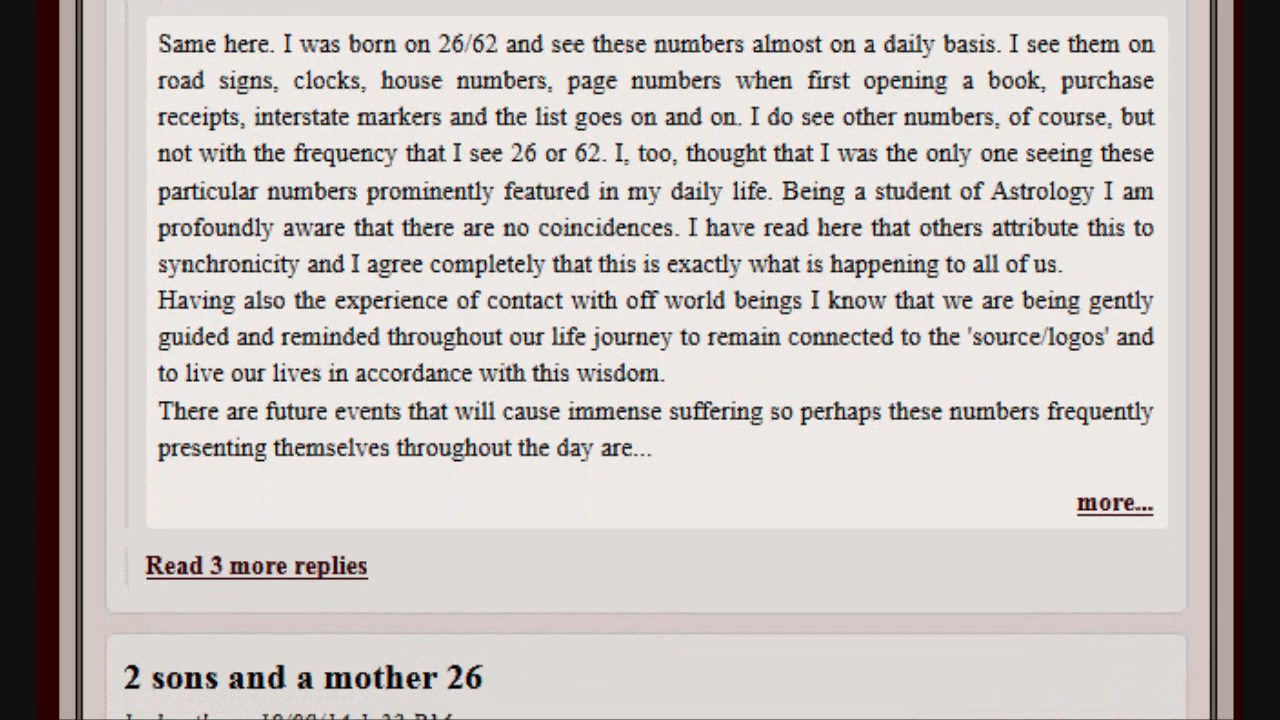 Same here. I was born on 26/62 and see these numbers almost on a daily basis. I see them on
road signs, clocks, house numbers, page numbers when first opening a book, purchase
receipts, interstate markers and the list goes on and on. I do see other numbers, of course, but
not with the frequency that I see 26 or 62. I, too, thought that I was the only one seeing these
particular numbers prominently featured in my daily life. Being a student of Astrology I am
profoundly aware that there are no coincidences. I have read here that others attribute this to
synchronicity and I agree completely that this is exactly what is happening to all of us.
Having also the experience of contact with off world beings I know that we are being gently
guided and reminded throughout our life journey to remain connected to the 'source/logos' and
to live our lives in accordance with this wisdom.
There are future events that will cause immense suffering so perhaps these numbers frequently
presenting themselves throughout the day are...
more...
Read 3 more replies
2 sons and a mother 26